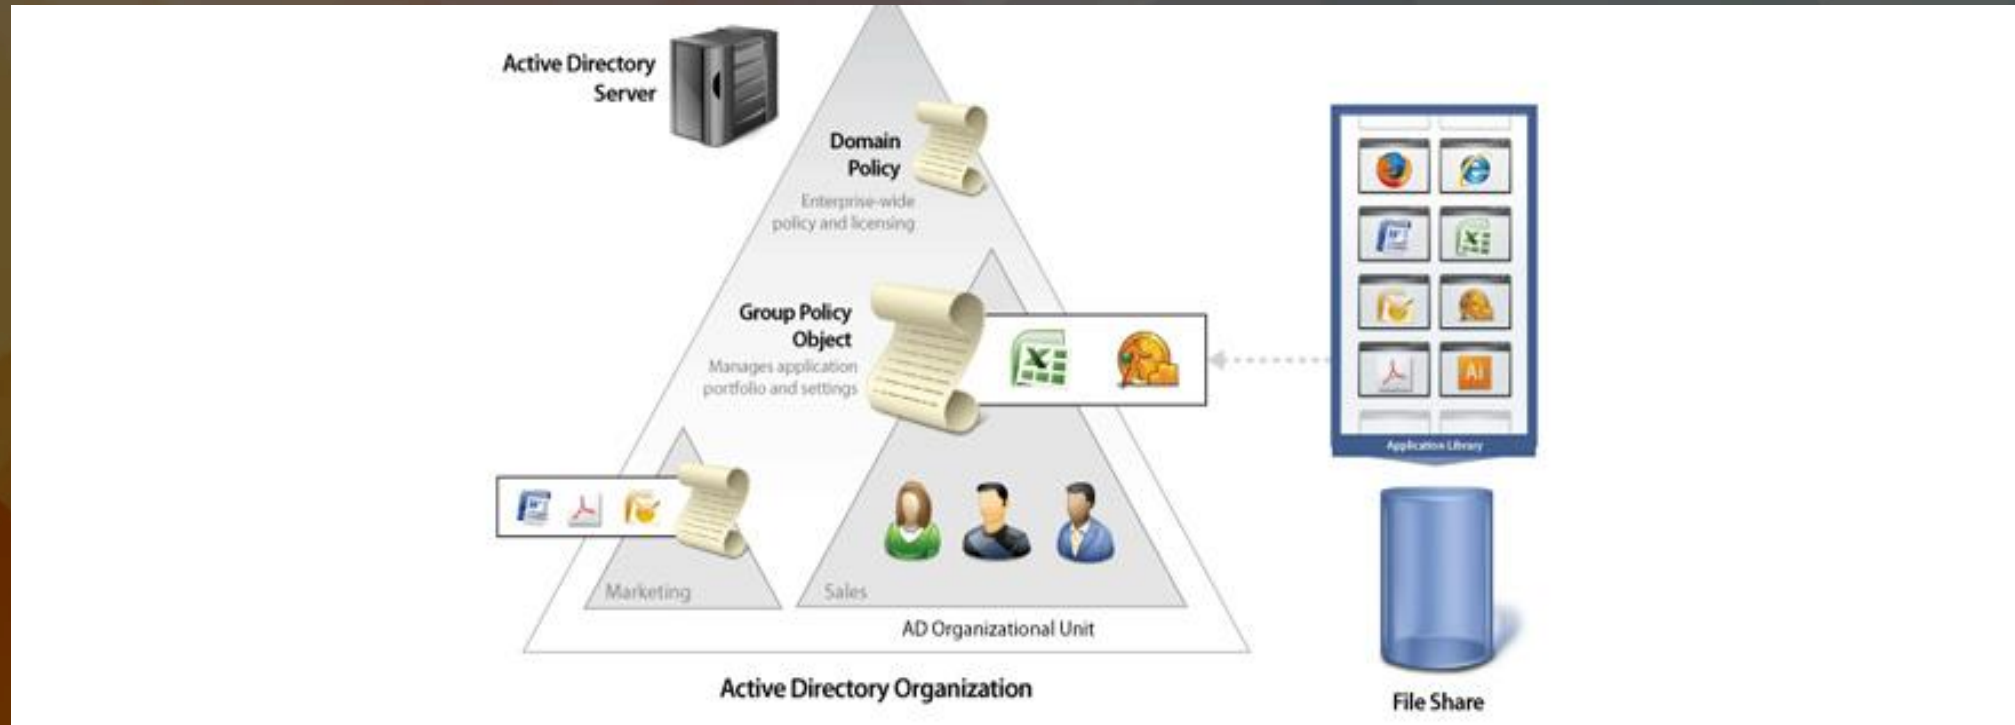 Active Directory
Server
Domain
Policy
Enterprise-wide
policy and licensing
Group Policy
Object
Manages application
portfolio and settings
Marketing
Sales
AD Organizational Unit
Active Directory Organization
Ai
Application Library
File Share